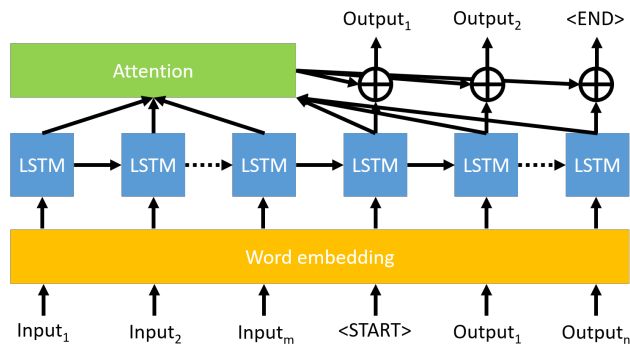 Output₁ Output₂ <END>
Attention
LSTM LSTM LSTM LSTM LSTM LSTM
Word embedding
Input₁ Input₂ Inputₘ <START> Output₁ Outputₙ